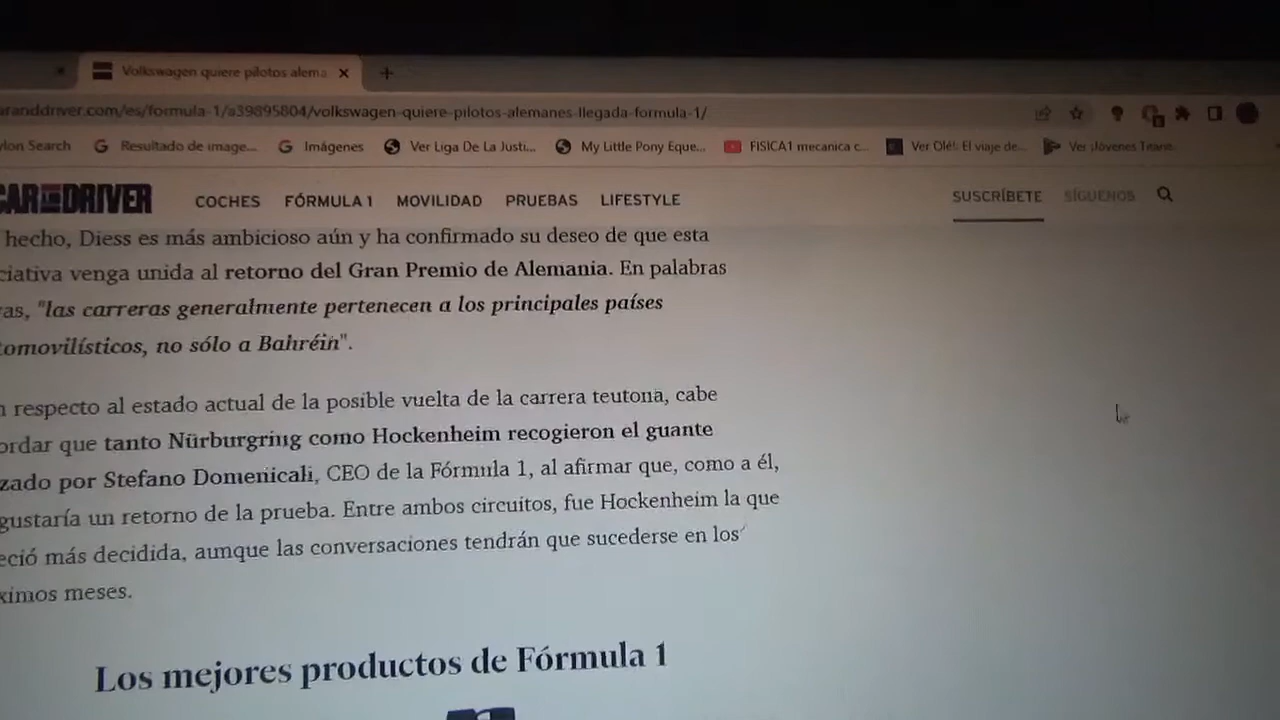 Volkswagen quiere pilotos alema
randdriver.com/es/formula-1/a39895804/volkswagen-quiere-pilotos-alemanes-llegada-formula-1/
lon Search Resultado de image... Imágenes Ver Liga De La Justi... My Little Pony Eque... FISICA1 mecanica c... Ver Olé!: El viaje de... Ver ¡Jóvenes Titane.
CAR AND DRIVER COCHES FÓRMULA 1 MOVILIDAD PRUEBAS LIFESTYLE SUSCRÍBETE SÍGUENOS
hecho, Diess es más ambicioso aún y ha confirmado su deseo de que esta
ciativa venga unida al retorno del Gran Premio de Alemania. En palabras
as, "las carreras generalmente pertenecen a los principales países
tomovilísticos, no sólo a Bahréin".
n respecto al estado actual de la posible vuelta de la carrera teutona, cabe
ordar que tanto Nürburgring como Hockenheim recogieron el guante
zado por Stefano Domenicali, CEO de la Fórmula 1, al afirmar que, como a él,
gustaría un retorno de la prueba. Entre ambos circuitos, fue Hockenheim la que
eció más decidida, aunque las conversaciones tendrán que sucederse en los
ximos meses.
Los mejores productos de Fórmula 1